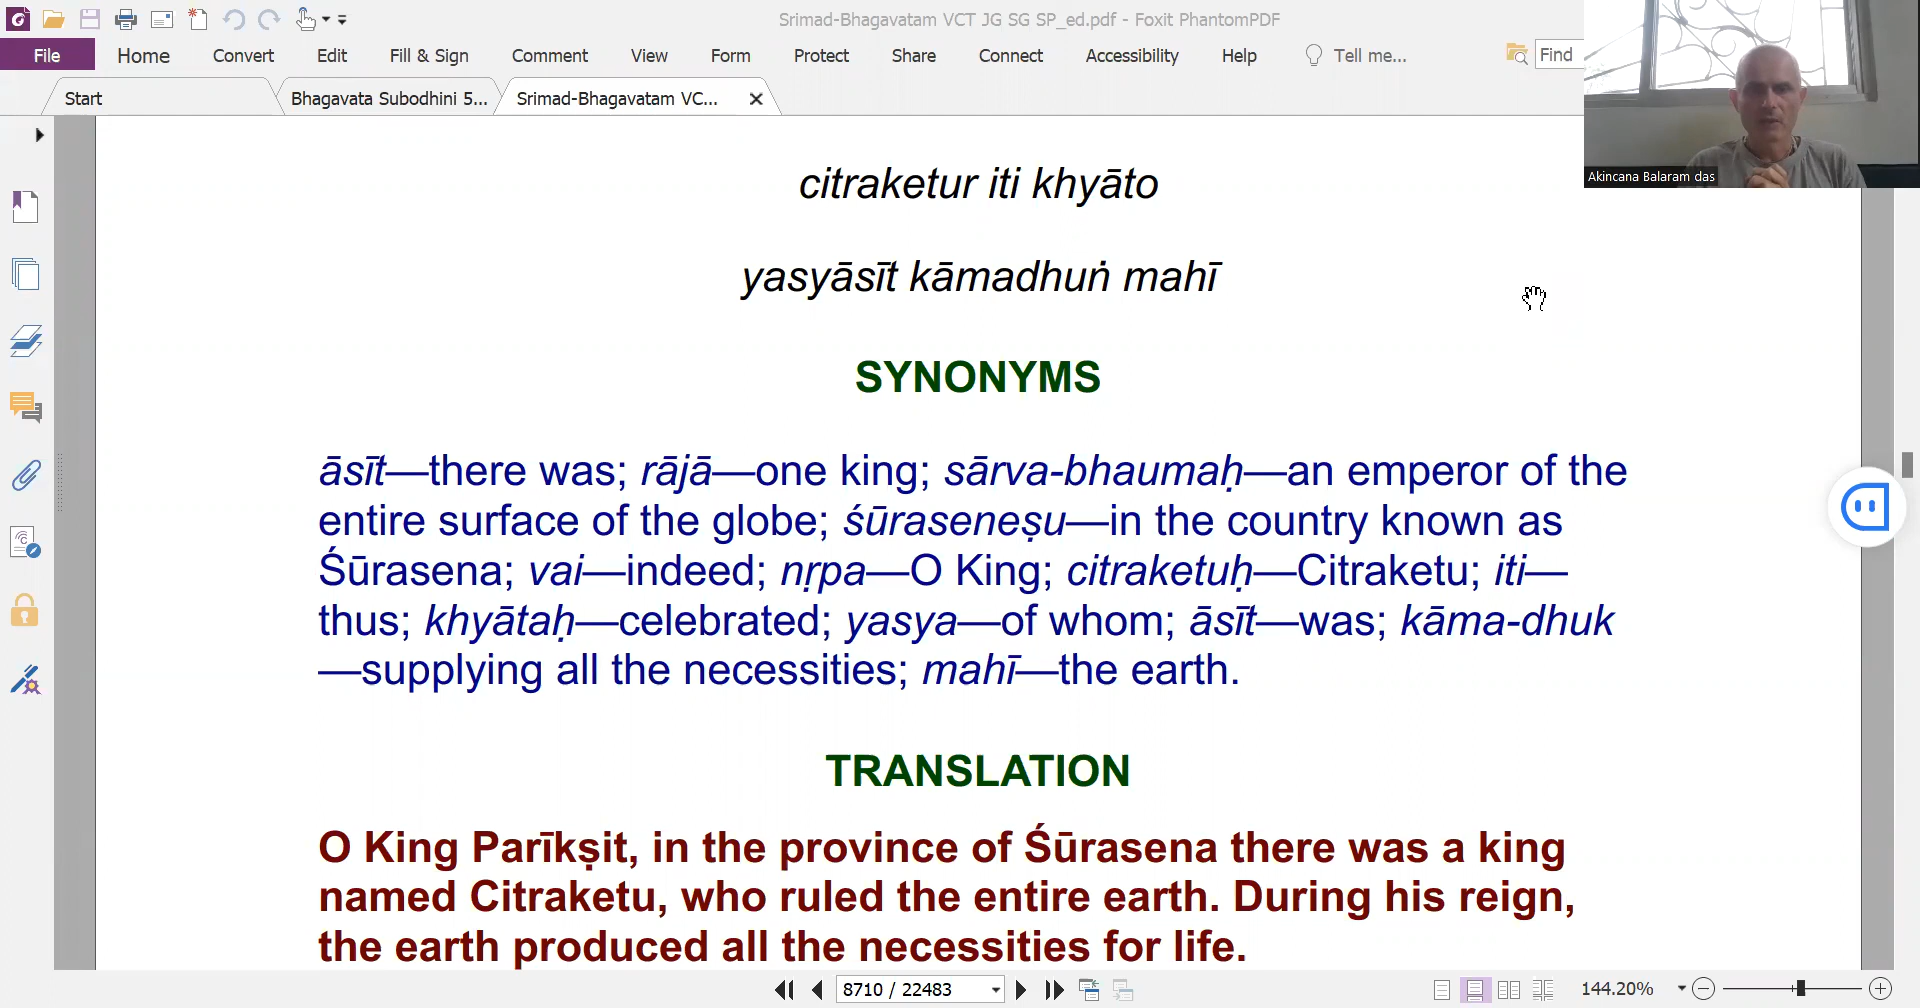 Srimad-Bhagavatam VCT JG SG SP_ed.pdf - Foxit PhantomPDF
File Home Convert Edit Fill & Sign Comment View Form Protect Share Connect Accessibility Help Tell me... Find
Start Bhagavata Subodhini 5... Srimad-Bhagavatam VC...
Akincana Balaram das
citraketur iti khyāto
yasyāsīt kāmadhuṅ mahī
SYNONYMS
āsīt—there was; rājā—one king; sārva-bhaumaḥ—an emperor of the
entire surface of the globe; śūraseneṣu—in the country known as
Śūrasena; vai—indeed; nṛpa—O King; citraketuḥ—Citraketu; iti—
thus; khyātaḥ—celebrated; yasya—of whom; āsīt—was; kāma-dhuk
—supplying all the necessities; mahī—the earth.
TRANSLATION
O King Parīkṣit, in the province of Śūrasena there was a king
named Citraketu, who ruled the entire earth. During his reign,
the earth produced all the necessities for life.
8710 / 22483 144.20%